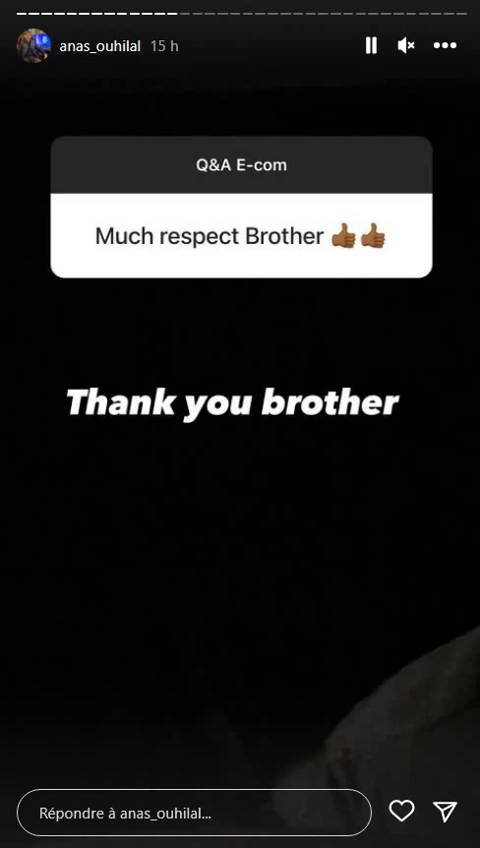 anas_ouhilal 15 h
Q&A E-com
Much respect Brother 👍🏾👍🏾
Thank you brother
Répondre à anas_ouhilal...